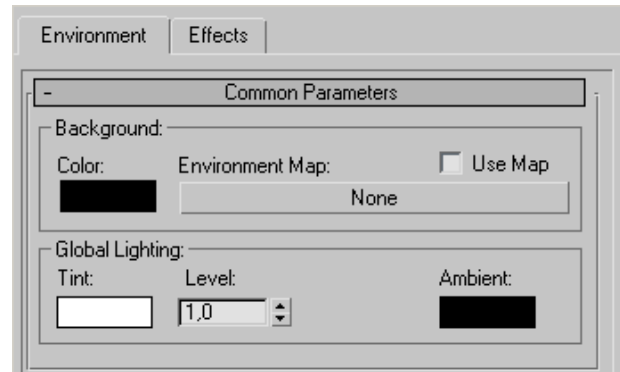 Environment Effects
- Common Parameters
Background:
Color: Environment Map: Use Map
None
Global Lighting:
Tint: Level: Ambient:
1,0